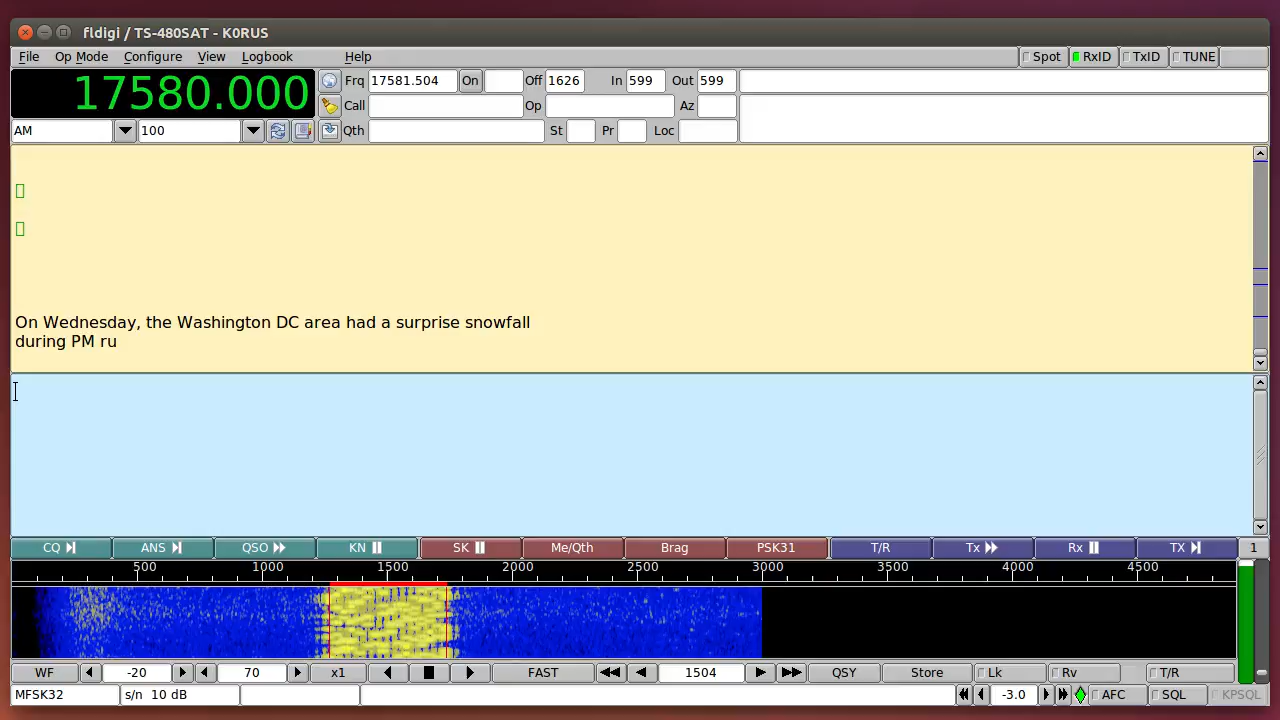 fldigi / TS-480SAT - K0RUS
File Op Mode Configure View Logbook Help Spot RxID TxID TUNE
17580.000 Frq 17581.504 On Off 1626 In 599 Out 599
Call Op Az
AM 100 Qth St Pr Loc
On Wednesday, the Washington DC area had a surprise snowfall
during PM ru
CQ ANS QSO KN SK Me/Qth Brag PSK31 T/R Tx Rx TX 1
500 1000 1500 2000 2500 3000 3500 4000 4500
WF -20 70 x1 FAST 1504 QSY Store Lk Rv T/R
MFSK32 s/n 10 dB -3.0 AFC SQL KPSQL